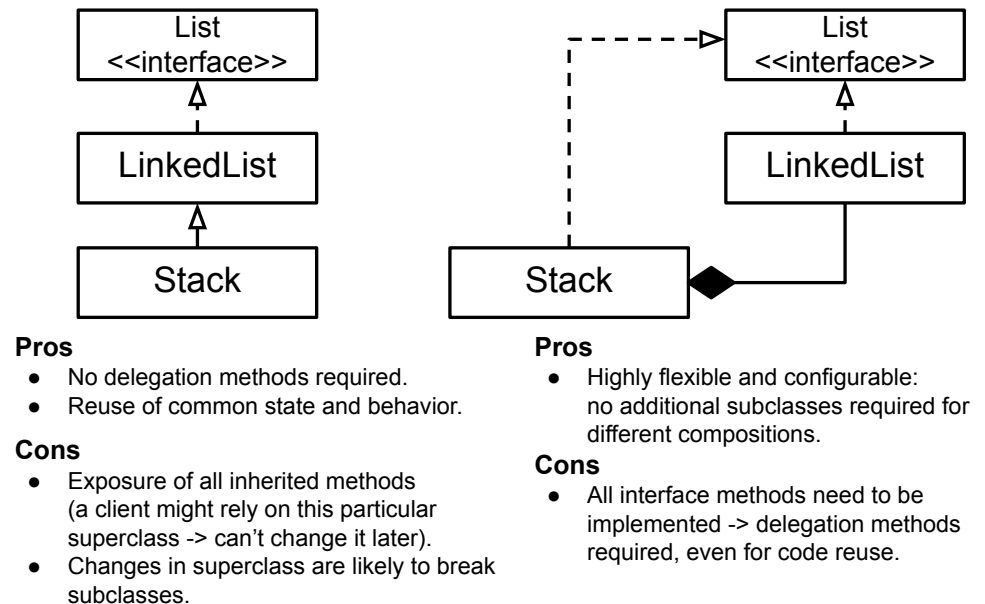 List
<<interface>>
LinkedList
Stack
Pros
● No delegation methods required.
● Reuse of common state and behavior.
Cons
● Exposure of all inherited methods
(a client might rely on this particular
superclass -> can't change it later).
● Changes in superclass are likely to break
subclasses.
List
<<interface>>
LinkedList
Stack
Pros
● Highly flexible and configurable:
no additional subclasses required for
different compositions.
Cons
● All interface methods need to be
implemented -> delegation methods
required, even for code reuse.